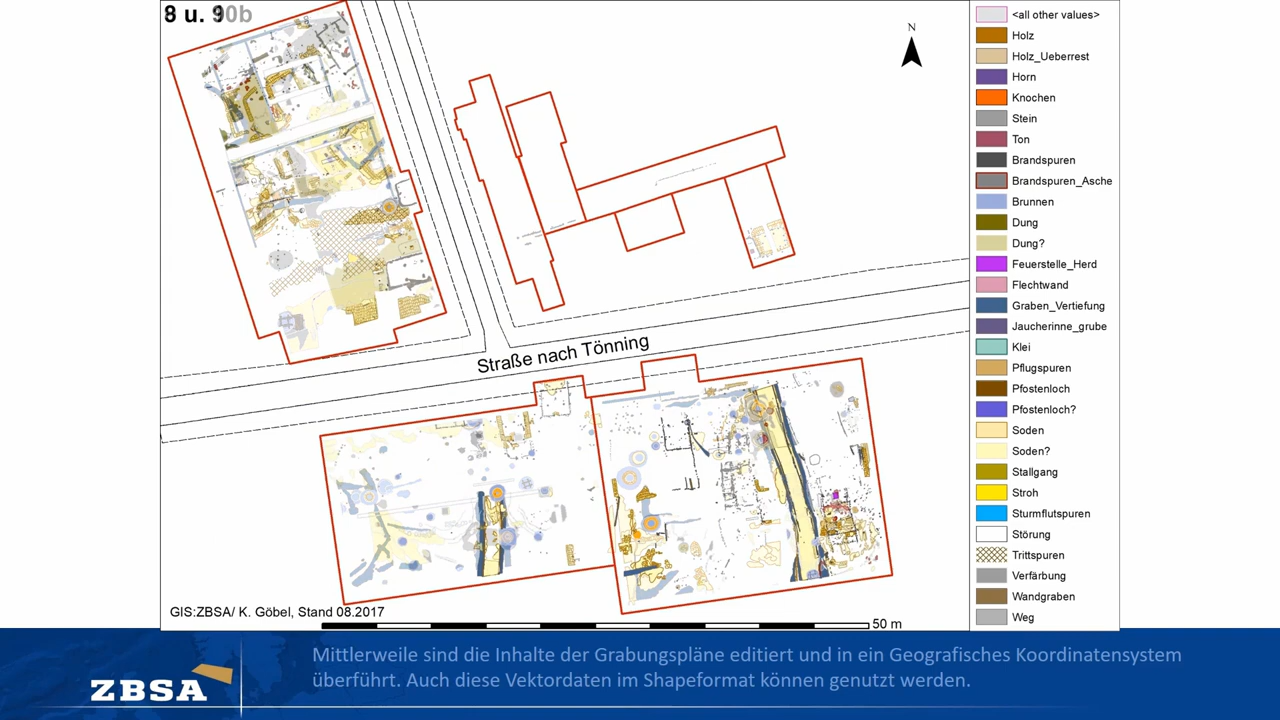 8 u. 90b
N
Straße nach Tönning
GIS:ZBSA/ K. Göbel, Stand 08.2017
50 m
<all other values>
Holz
Holz_Ueberrest
Horn
Knochen
Stein
Ton
Brandspuren
Brandspuren_Asche
Brunnen
Dung
Dung?
Feuerstelle_Herd
Flechtwand
Graben_Vertiefung
Jaucherinne_grube
Klei
Pflugspuren
Pfostenloch
Pfostenloch?
Soden
Soden?
Stallgang
Stroh
Sturmflutspuren
Störung
Trittspuren
Verfärbung
Wandgraben
Weg
Mittlerweile sind die Inhalte der Grabungspläne editiert und in ein Geografisches Koordinatensystem
überführt. Auch diese Vektordaten im Shapeformat können genutzt werden.
ZBSA